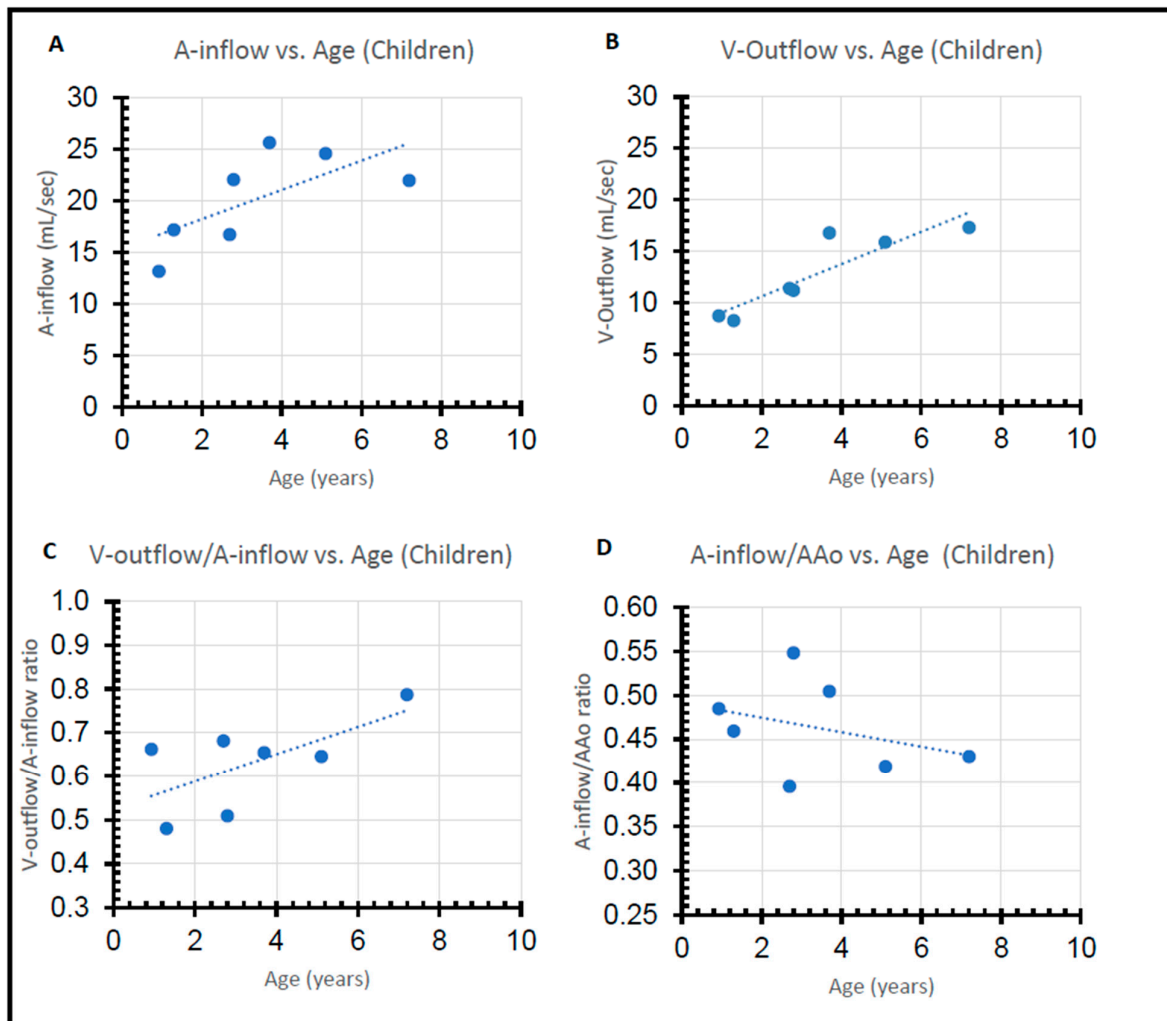 A
A-inflow vs. Age (Children)
A-inflow (mL/sec)
30
25
20
15
10
5
0
0 2 4 6 8 10
Age (years)
B
V-Outflow vs. Age (Children)
V-Outflow (mL/sec)
30
25
20
15
10
5
0
0 2 4 6 8 10
Age (years)
C
V-outflow/A-inflow vs. Age (Children)
V-outflow/A-inflow ratio
1.0
0.9
0.8
0.7
0.6
0.5
0.4
0.3
0 2 4 6 8 10
Age (years)
D
A-inflow/AAo vs. Age (Children)
A-inflow/AAo ratio
0.60
0.55
0.50
0.45
0.40
0.35
0.30
0.25
0 2 4 6 8 10
Age (years)